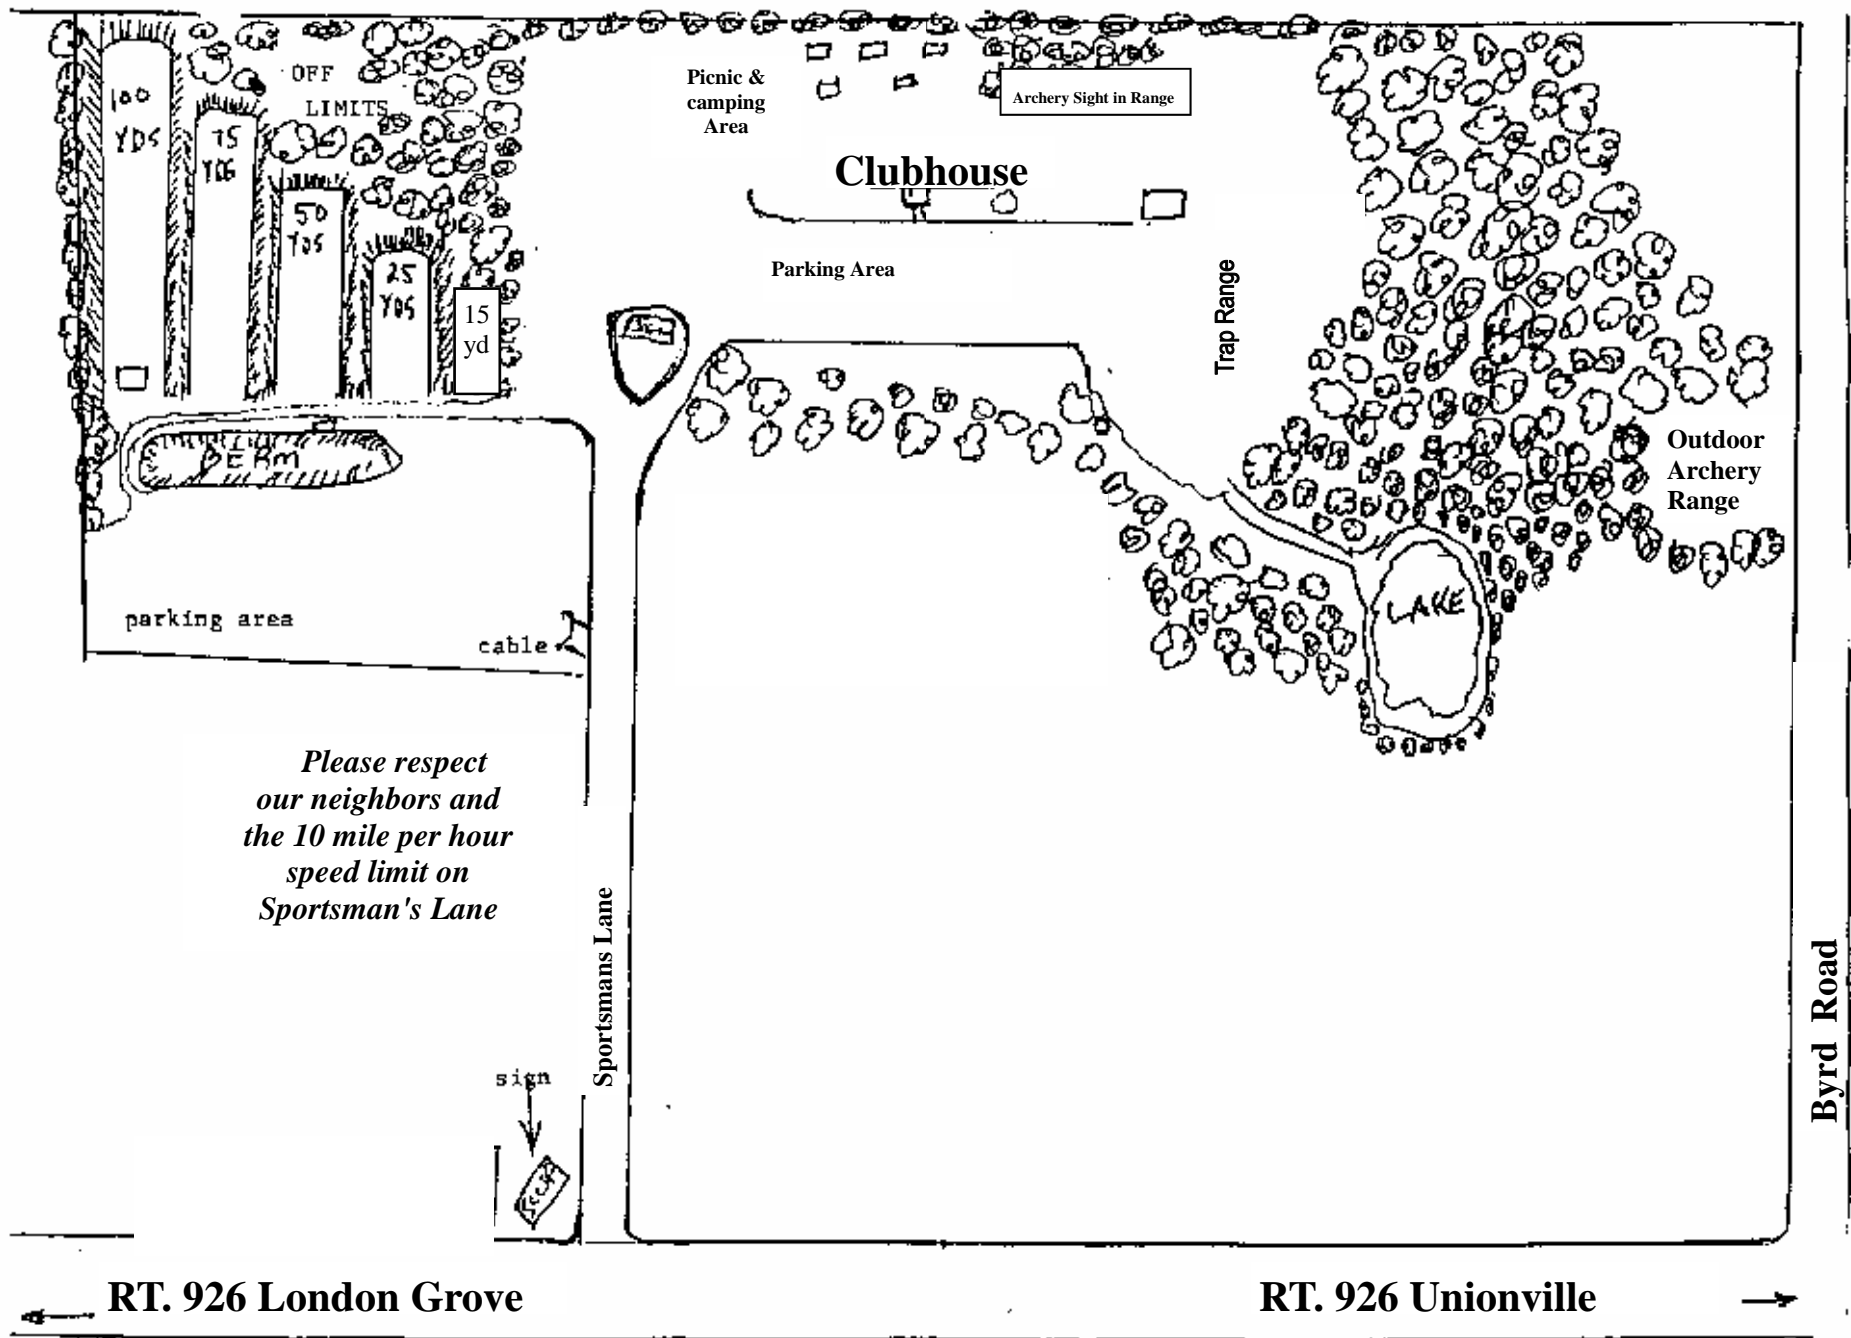 OFF
LIMITS
100
YDS
75
YDS
50
YDS
25
YDS
15
yd
BERM
parking area
cable
Picnic &
camping
Area
Archery Sight in Range
Clubhouse
Parking Area
Trap Range
Outdoor
Archery
Range
LAKE
Please respect
our neighbors and
the 10 mile per hour
speed limit on
Sportsman's Lane
Sportsmans Lane
Byrd Road
sign
RT. 926 London Grove
RT. 926 Unionville